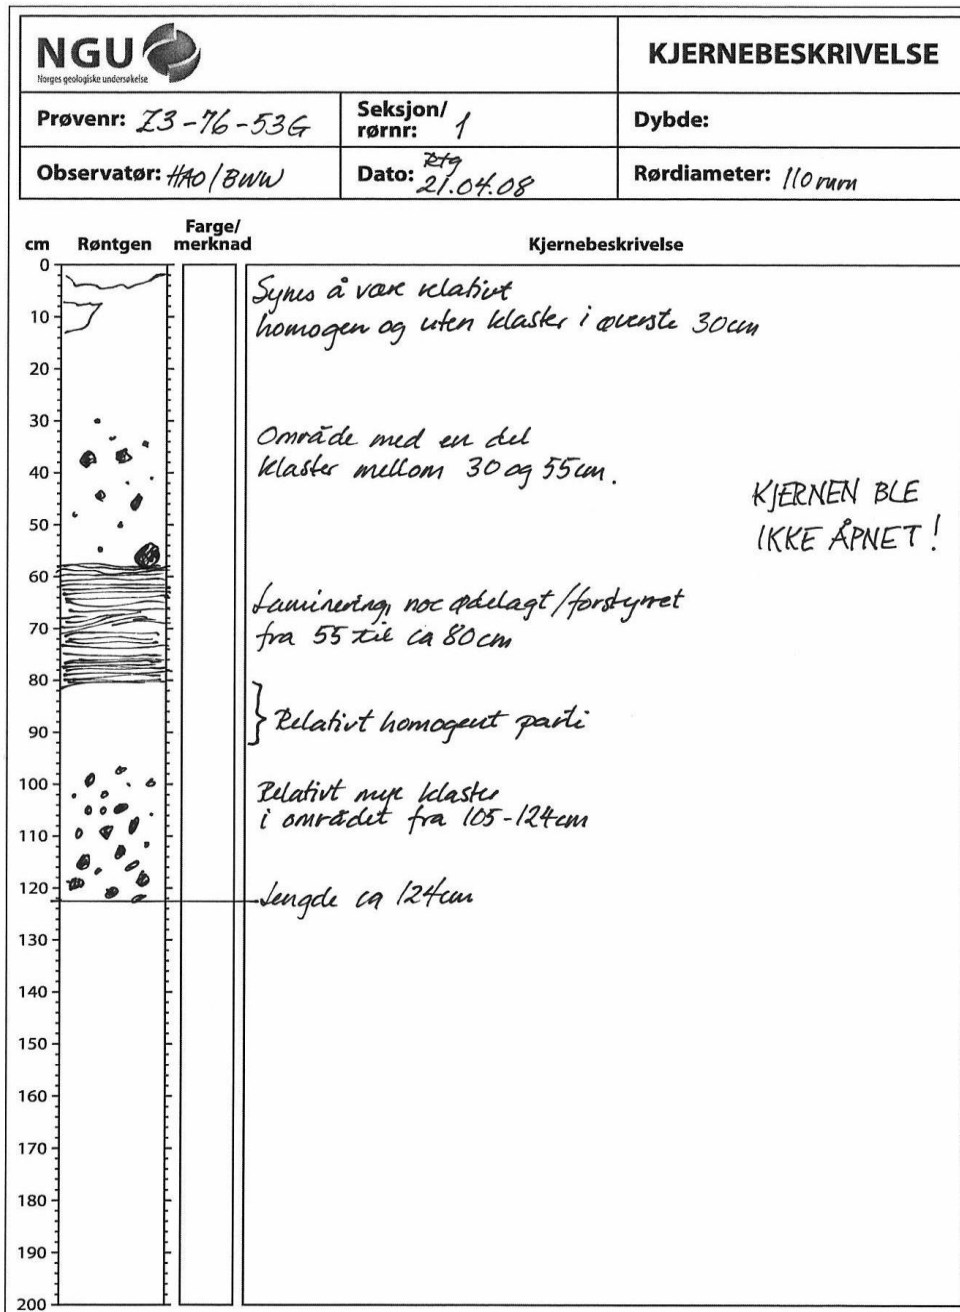 NGU
Norges geologiske undersøkelse
KJERNEBESKRIVELSE
Prøvenr: Z3-76-53G
Seksjon/
rørnr: 1
Dybde:
Observatør: HAO/BWW
Dato: Rtg
21.04.08
Rørdiameter: 110 mm
cm Røntgen Farge/
merknad Kjernebeskrivelse
0
10
20
30
40
50
60
70
80
90
100
110
120
130
140
150
160
170
180
190
200
Synes å være relativt
homogen og uten klaster i øverste 30cm
Område med en del
klaster mellom 30 og 55cm.
KJERNEN BLE
IKKE ÅPNET!
Laminering, noe ødelagt/forstyrret
fra 55 til ca 80cm
} Relativt homogent parti
Relativt mye klaster
i området fra 105-124cm
Lengde ca 124cm